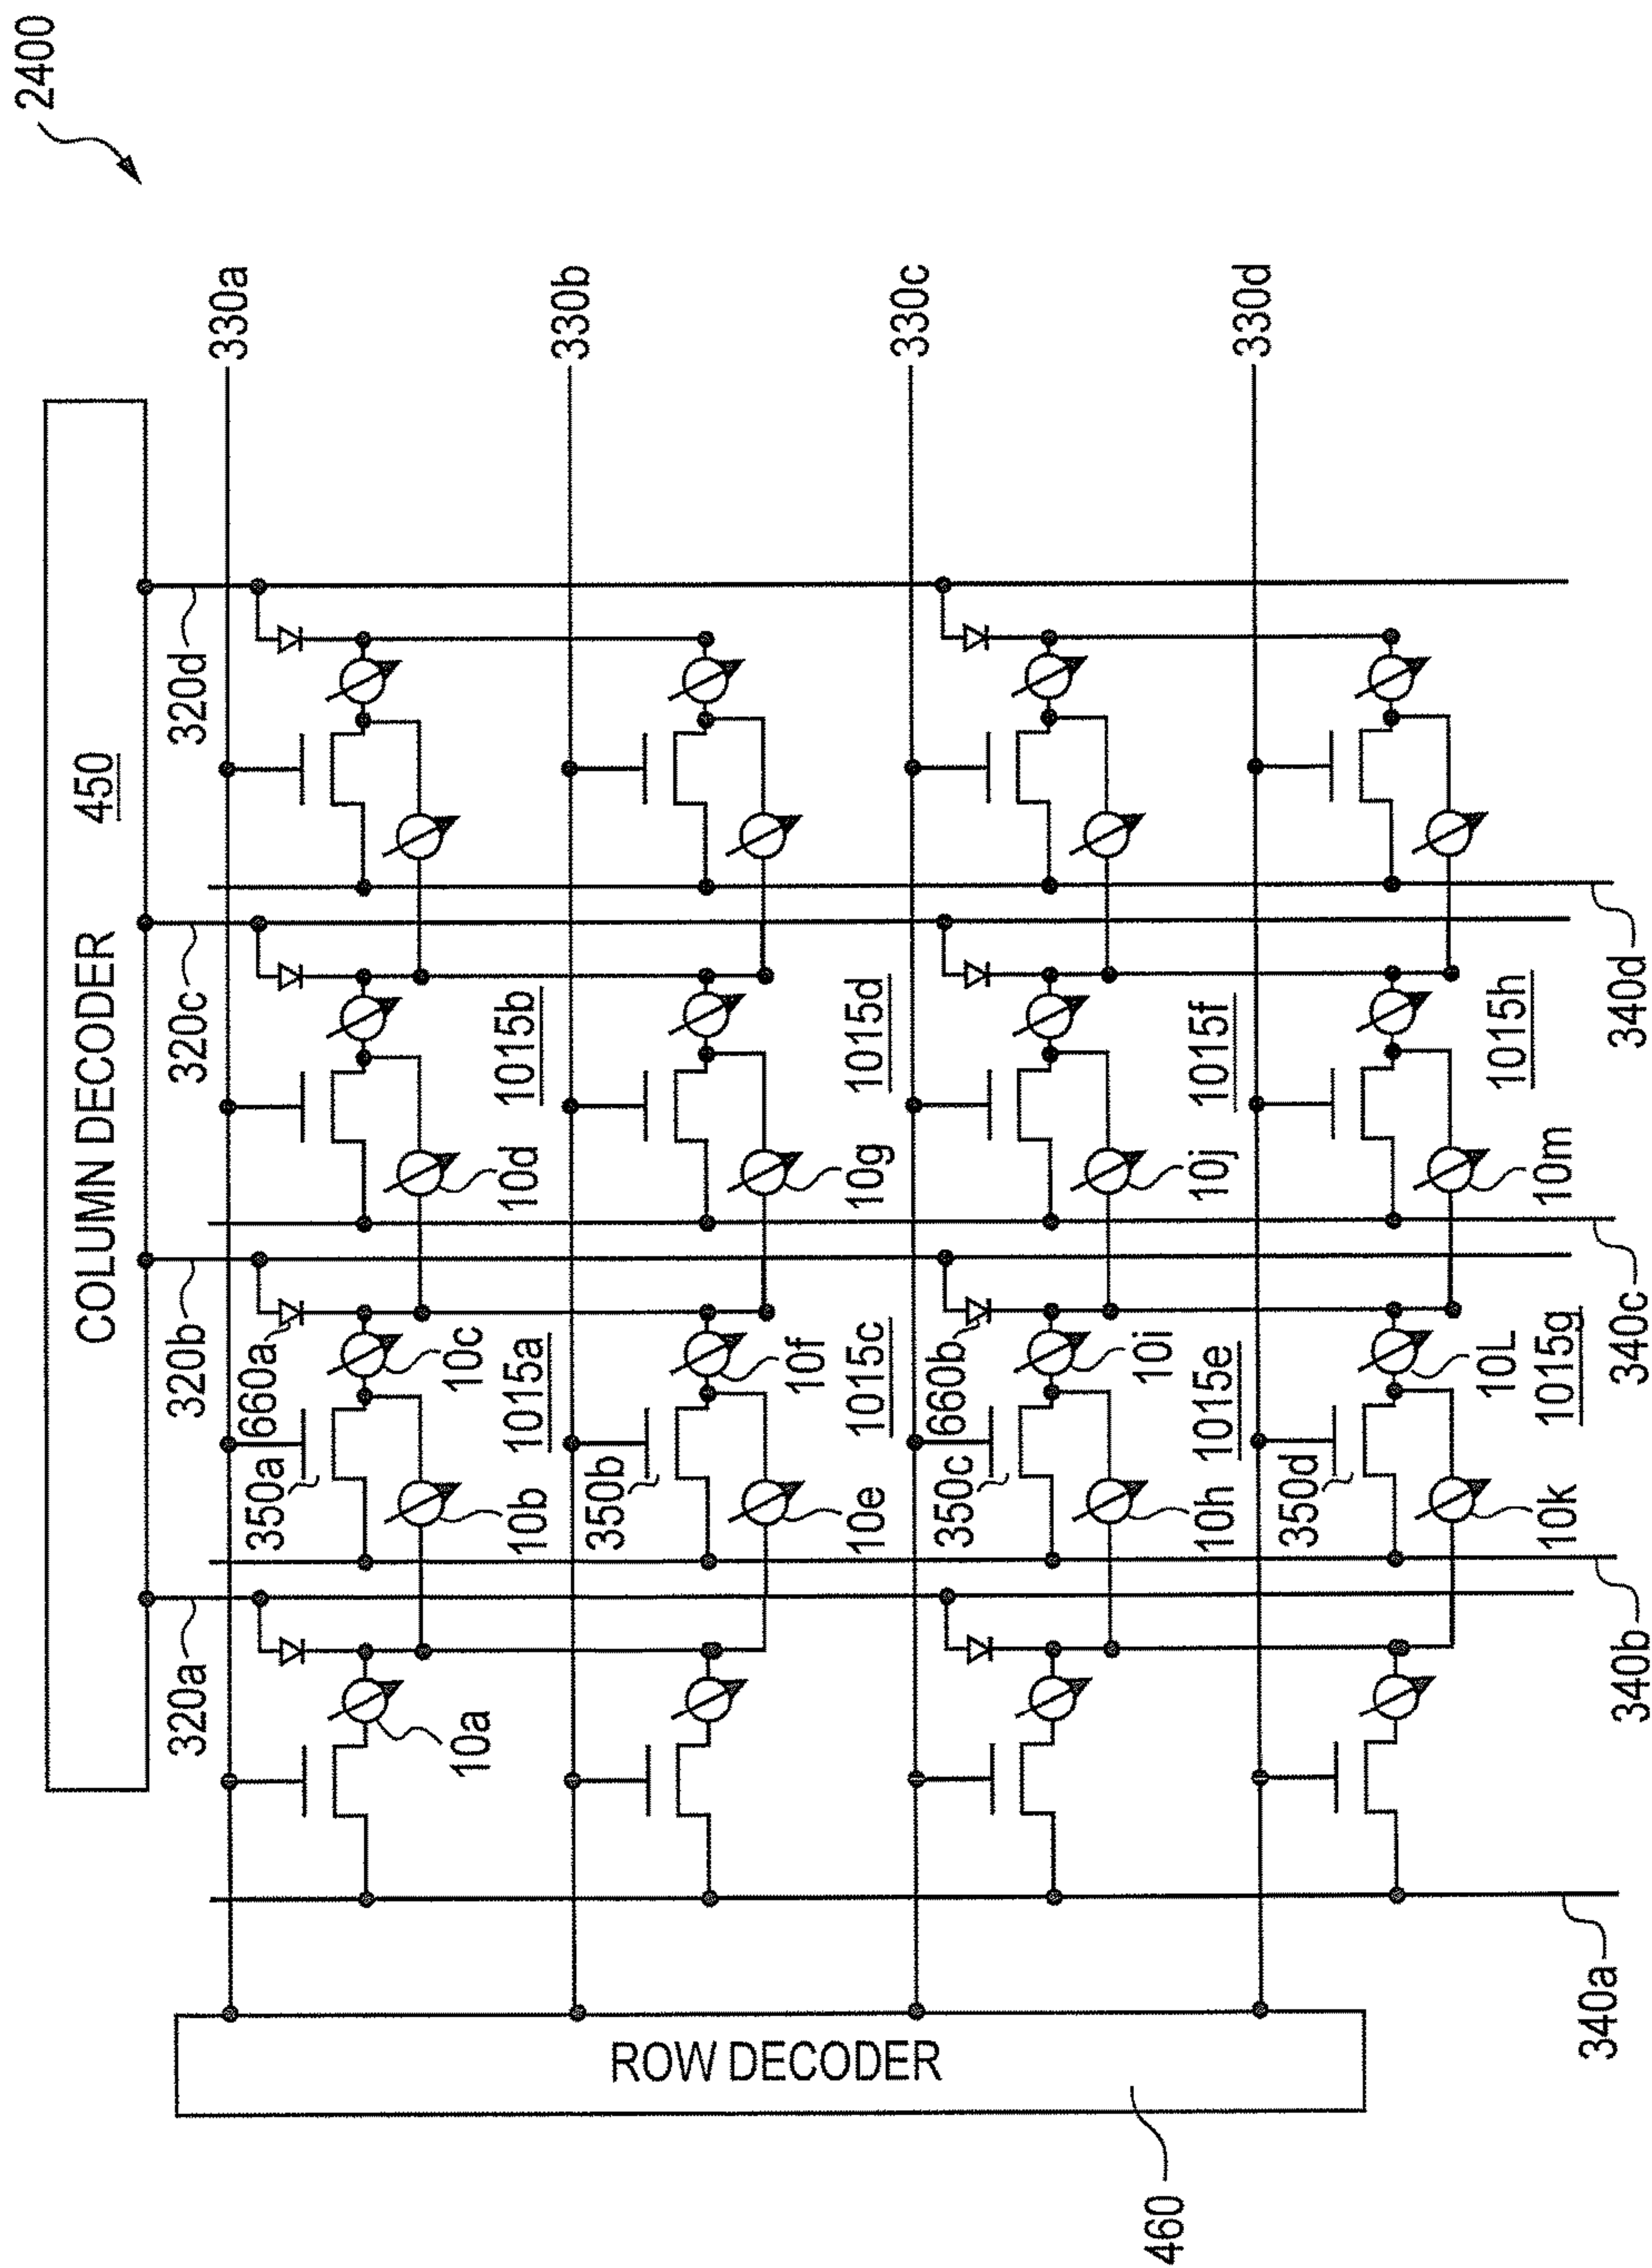 2400
COLUMN DECODER 450
320a
320b
320c
320d
330a
330b
330c
330d
350a
660a
10a
10b
10c
10d
1015a
1015b
350b
10e
10f
10g
1015c
1015d
350c
660b
10h
10i
10j
1015e
1015f
350d
10k
10L
10m
1015g
1015h
340a
340b
340c
340d
ROW DECODER
460